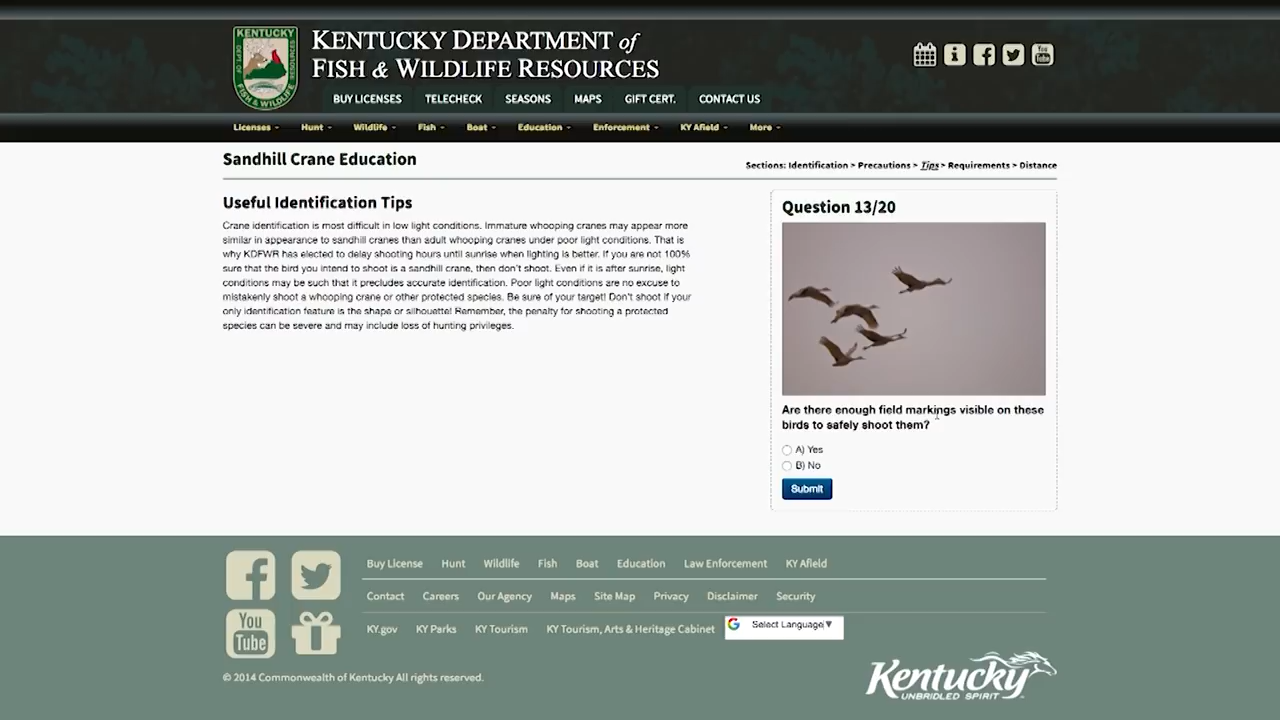 KENTUCKY
DEPT. OF
RESOURCES
FISH & WILDLIFE
KENTUCKY DEPARTMENT of
FISH & WILDLIFE RESOURCES
BUY LICENSES TELECHECK SEASONS MAPS GIFT CERT. CONTACT US
Licenses Hunt Wildlife Fish Boat Education Enforcement KY Afield More
Sandhill Crane Education
Sections: Identification > Precautions > Tips > Requirements > Distance
Useful Identification Tips
Crane identification is most difficult in low light conditions. Immature whooping cranes may appear more
similar in appearance to sandhill cranes than adult whooping cranes under poor light conditions. That is
why KDFWR has elected to delay shooting hours until sunrise when lighting is better. If you are not 100%
sure that the bird you intend to shoot is a sandhill crane, then don't shoot. Even if it is after sunrise, light
conditions may be such that it precludes accurate identification. Poor light conditions are no excuse to
mistakenly shoot a whooping crane or other protected species. Be sure of your target! Don't shoot if your
only identification feature is the shape or silhouette! Remember, the penalty for shooting a protected
species can be severe and may include loss of hunting privileges.
Question 13/20
Are there enough field markings visible on these
birds to safely shoot them?
A) Yes
B) No
Submit
Buy License Hunt Wildlife Fish Boat Education Law Enforcement KY Afield
Contact Careers Our Agency Maps Site Map Privacy Disclaimer Security
KY.gov KY Parks KY Tourism KY Tourism, Arts & Heritage Cabinet Select Language
You
Tube
© 2014 Commonwealth of Kentucky All rights reserved.
Kentucky
UNBRIDLED SPIRIT